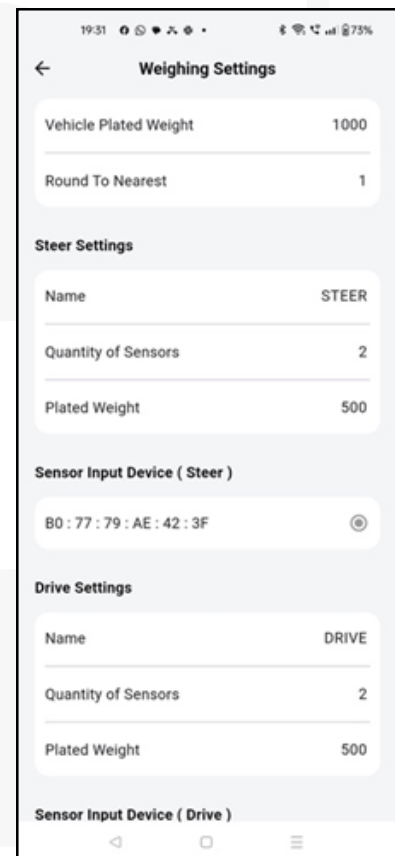 19:31 73%
Weighing Settings
Vehicle Plated Weight 1000
Round To Nearest 1
Steer Settings
Name STEER
Quantity of Sensors 2
Plated Weight 500
Sensor Input Device ( Steer )
B0 : 77 : 79 : AE : 42 : 3F
Drive Settings
Name DRIVE
Quantity of Sensors 2
Plated Weight 500
Sensor Input Device ( Drive )